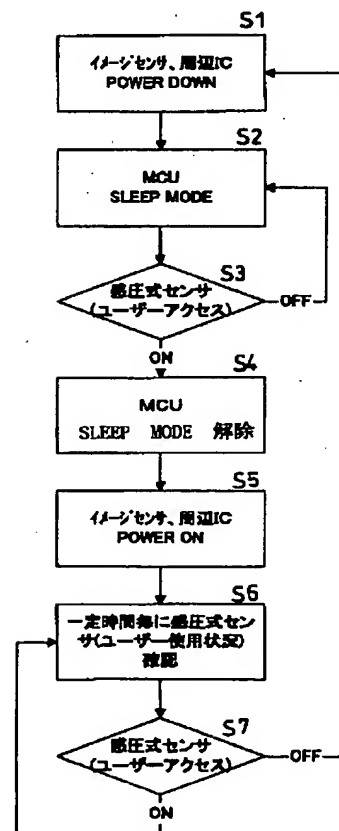 S1
イメージセンサ、周辺IC
POWER DOWN
S2
MCU
SLEEP MODE
S3
感圧式センサ
(ユーザーアクセス)
OFF
ON
S4
MCU
SLEEP MODE 解除
S5
イメージセンサ、周辺IC
POWER ON
S6
一定時間毎に感圧式セン
サ(ユーザー使用状況)
確認
S7
感圧式センサ
(ユーザーアクセス)
OFF
ON